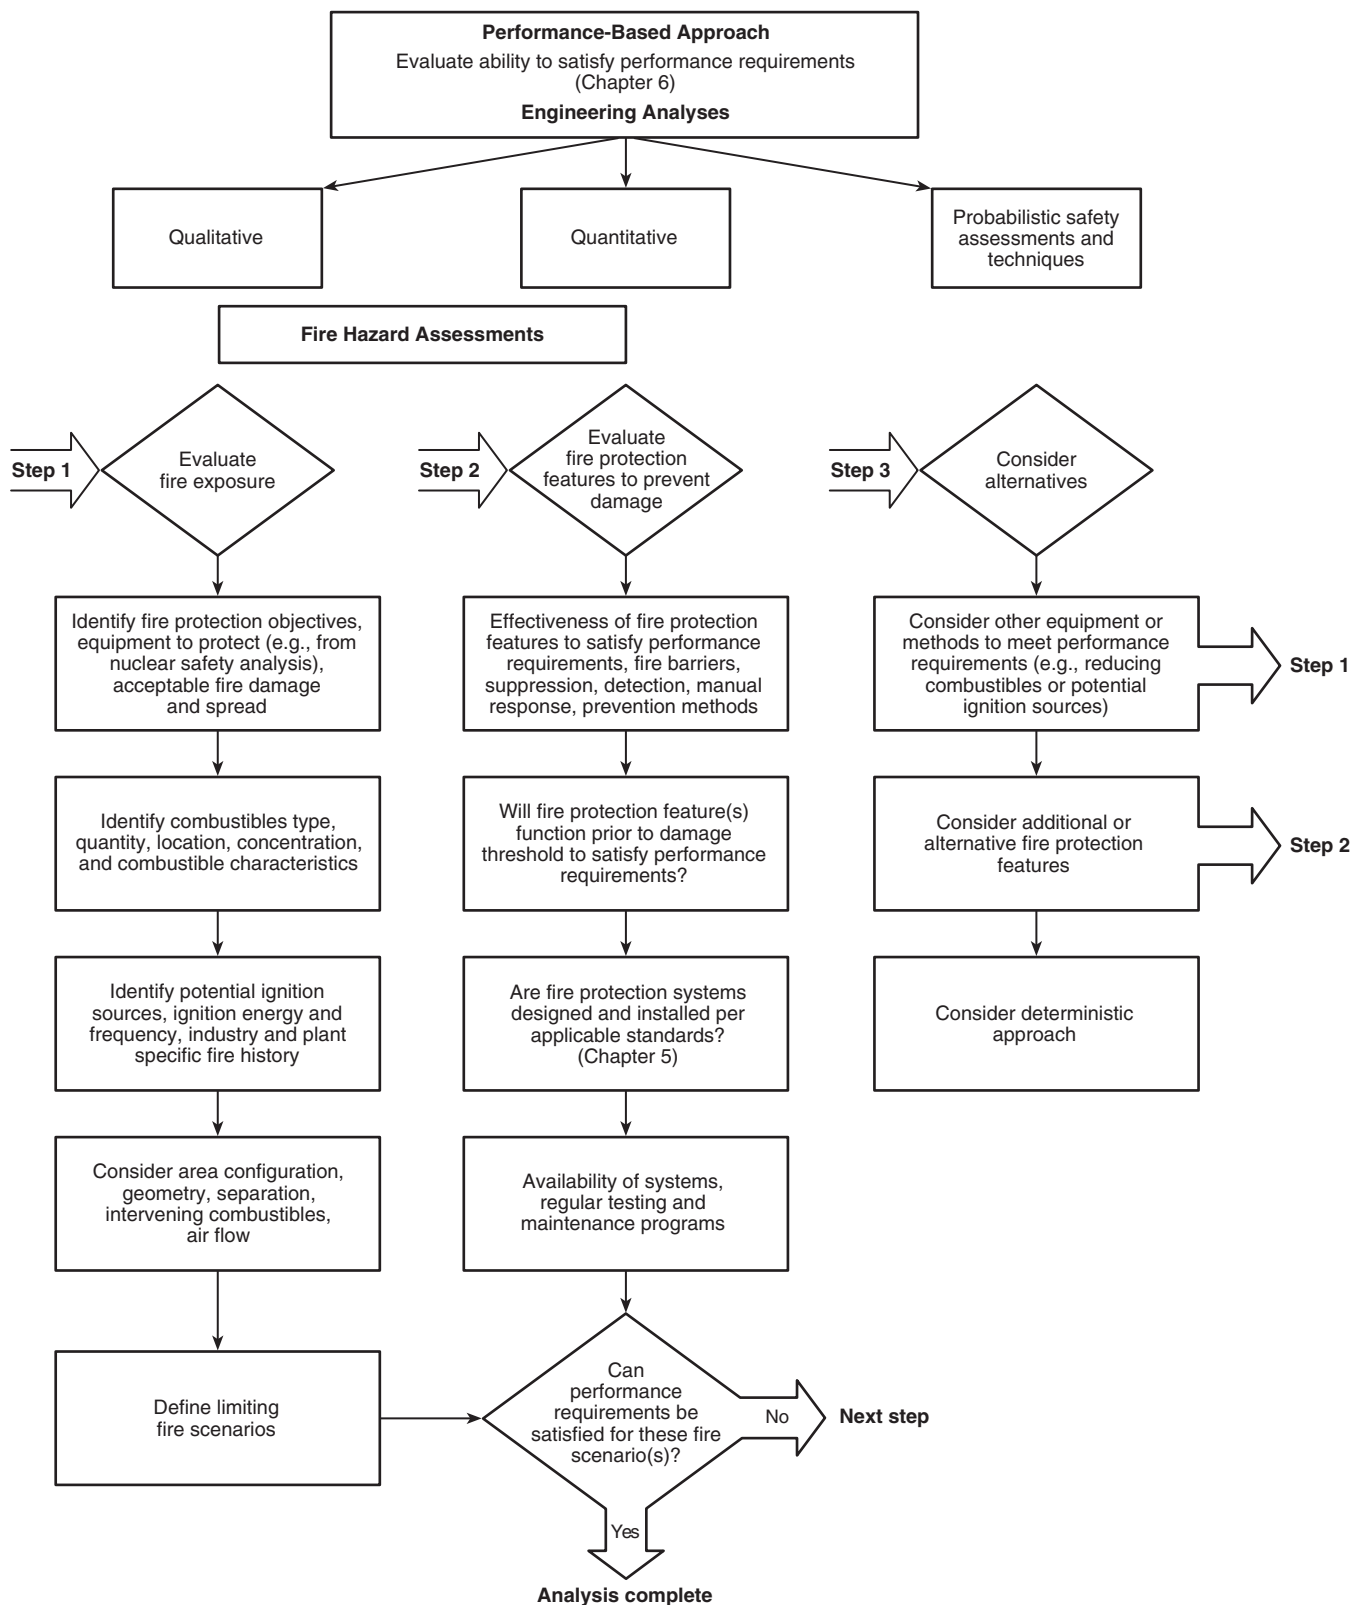 Performance-Based Approach
Evaluate ability to satisfy performance requirements
(Chapter 6)
Engineering Analyses
Qualitative
Quantitative
Probabilistic safety
assessments and
techniques
Fire Hazard Assessments
Step 1
Evaluate
fire exposure
Identify fire protection objectives,
equipment to protect (e.g., from
nuclear safety analysis),
acceptable fire damage
and spread
Identify combustibles type,
quantity, location, concentration,
and combustible characteristics
Identify potential ignition
sources, ignition energy and
frequency, industry and plant
specific fire history
Consider area configuration,
geometry, separation,
intervening combustibles,
air flow
Define limiting
fire scenarios
Step 2
Evaluate
fire protection
features to prevent
damage
Effectiveness of fire protection
features to satisfy performance
requirements, fire barriers,
suppression, detection, manual
response, prevention methods
Will fire protection feature(s)
function prior to damage
threshold to satisfy performance
requirements?
Are fire protection systems
designed and installed per
applicable standards?
(Chapter 5)
Availability of systems,
regular testing and
maintenance programs
Can
performance
requirements be
satisfied for these fire
scenario(s)?
No
Next step
Yes
Analysis complete
Step 3
Consider
alternatives
Consider other equipment or
methods to meet performance
requirements (e.g., reducing
combustibles or potential
ignition sources)
Step 1
Consider additional or
alternative fire protection
features
Step 2
Consider deterministic
approach